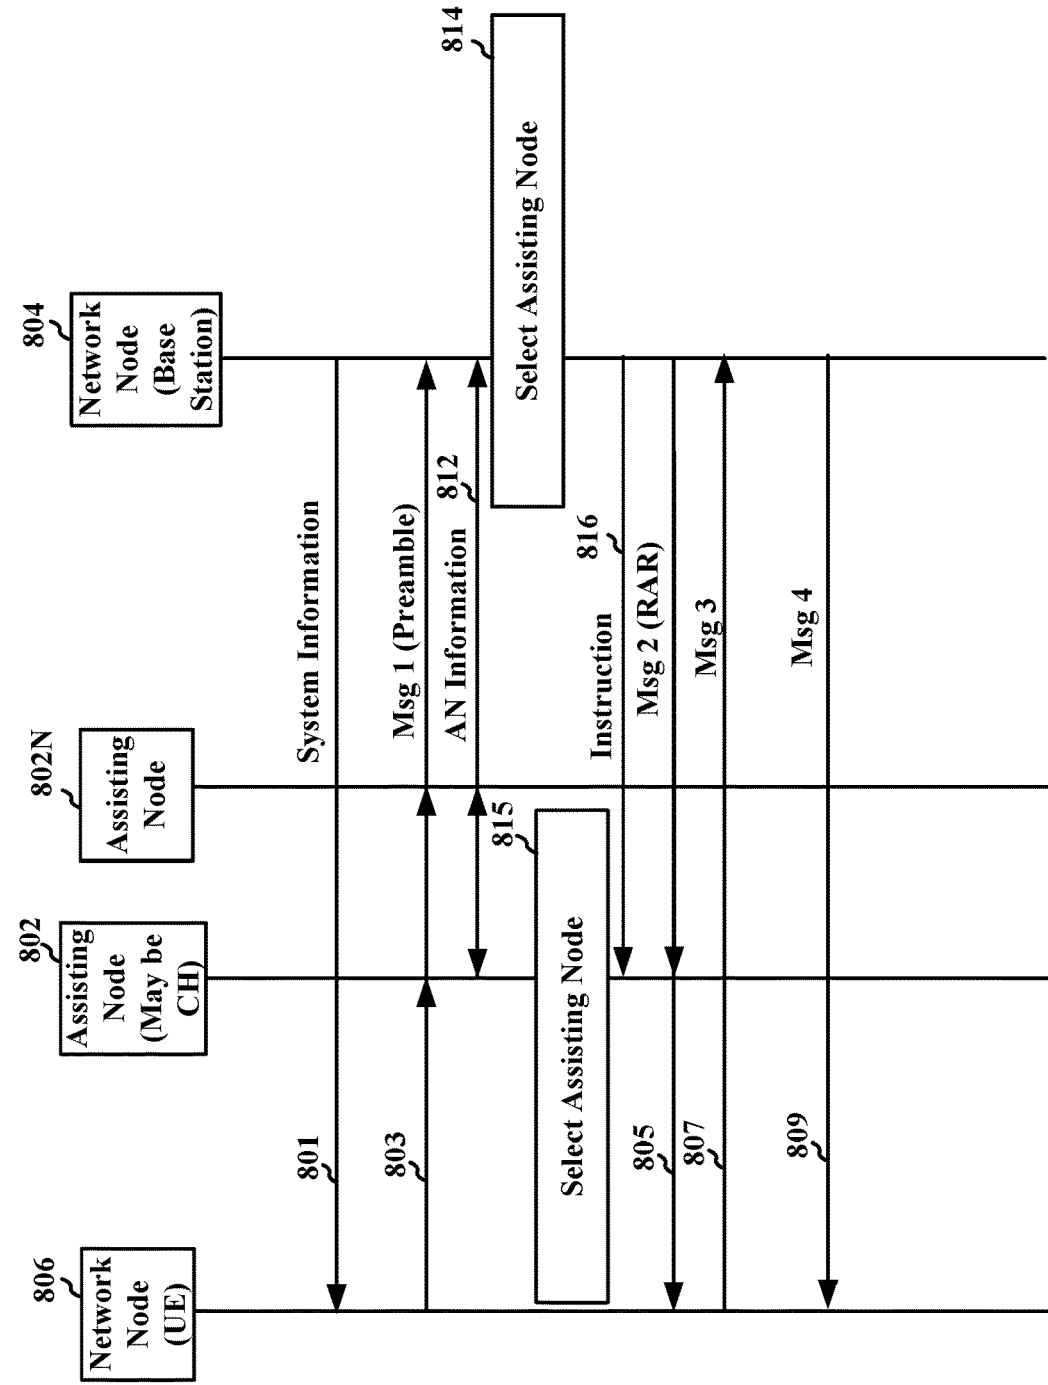 806
Network
Node
(UE)
802
Assisting
Node
(May be
CH)
802N
Assisting
Node
804
Network
Node
(Base
Station)
801
System Information
803
Msg 1 (Preamble)
AN Information
812
Select Assisting Node
814
Select Assisting Node
815
Instruction
816
805
Msg 2 (RAR)
807
Msg 3
809
Msg 4